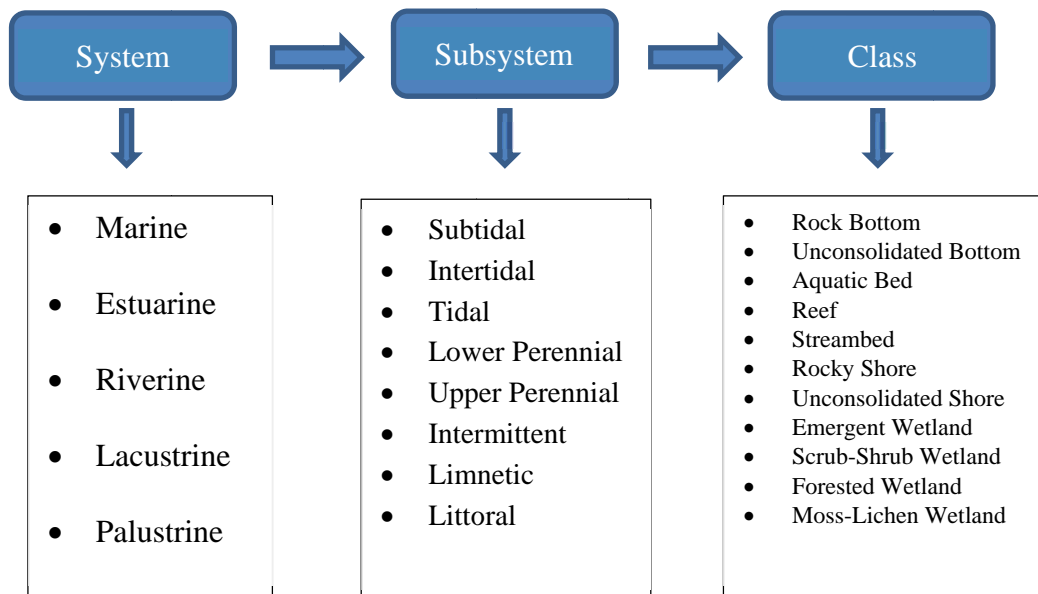 System
Subsystem
Class
• Marine
• Estuarine
• Riverine
• Lacustrine
• Palustrine
• Subtidal
• Intertidal
• Tidal
• Lower Perennial
• Upper Perennial
• Intermittent
• Limnetic
• Littoral
• Rock Bottom
• Unconsolidated Bottom
• Aquatic Bed
• Reef
• Streambed
• Rocky Shore
• Unconsolidated Shore
• Emergent Wetland
• Scrub-Shrub Wetland
• Forested Wetland
• Moss-Lichen Wetland